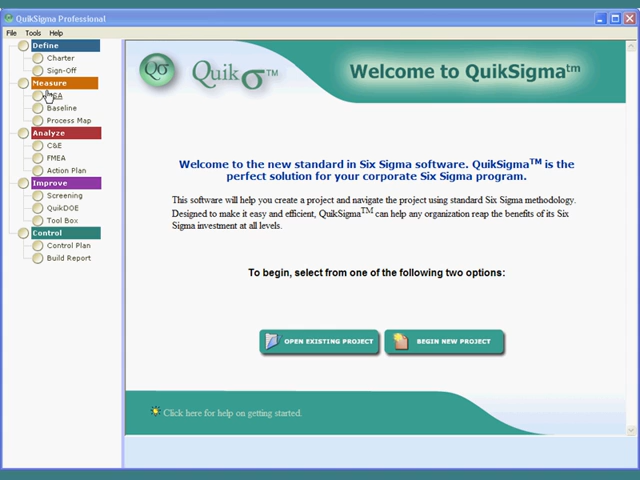 QuikSigma Professional
File Tools Help
Define
Charter
Sign-Off
Measure
Baseline
Process Map
Analyze
C&E
FMEA
Action Plan
Improve
Screening
QuikDOE
Tool Box
Control
Control Plan
Build Report
Qσ Quik σ™
Welcome to QuikSigma™
Welcome to the new standard in Six Sigma software. QuikSigma™ is the
perfect solution for your corporate Six Sigma program.
This software will help you create a project and navigate the project using standard Six Sigma methodology.
Designed to make it easy and efficient, QuikSigma™ can help any organization reap the benefits of its Six
Sigma investment at all levels.
To begin, select from one of the following two options:
OPEN EXISTING PROJECT
BEGIN NEW PROJECT
Click here for help on getting started.